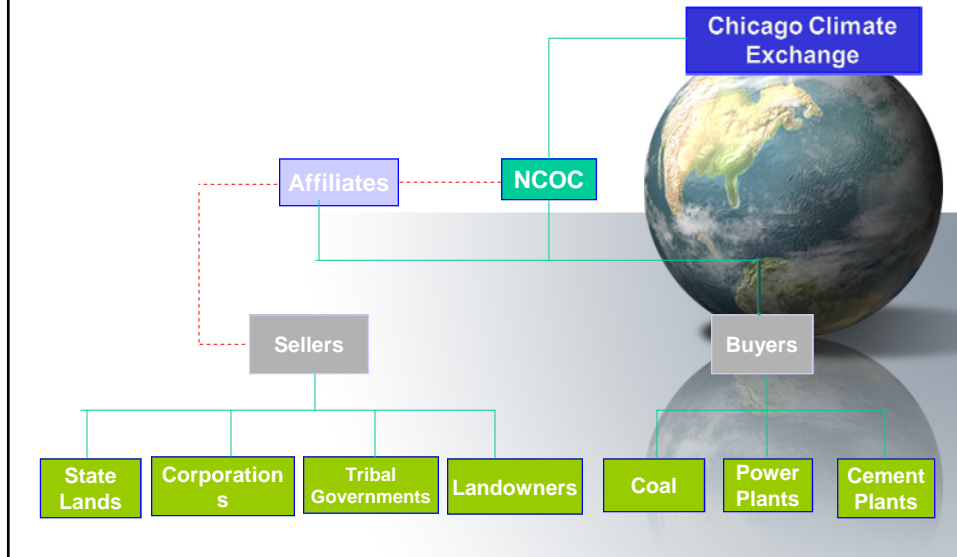 Chicago Climate
Exchange
Affiliates
NCOC
Sellers
Buyers
State
Lands
Corporation
s
Tribal
Governments
Landowners
Coal
Power
Plants
Cement
Plants